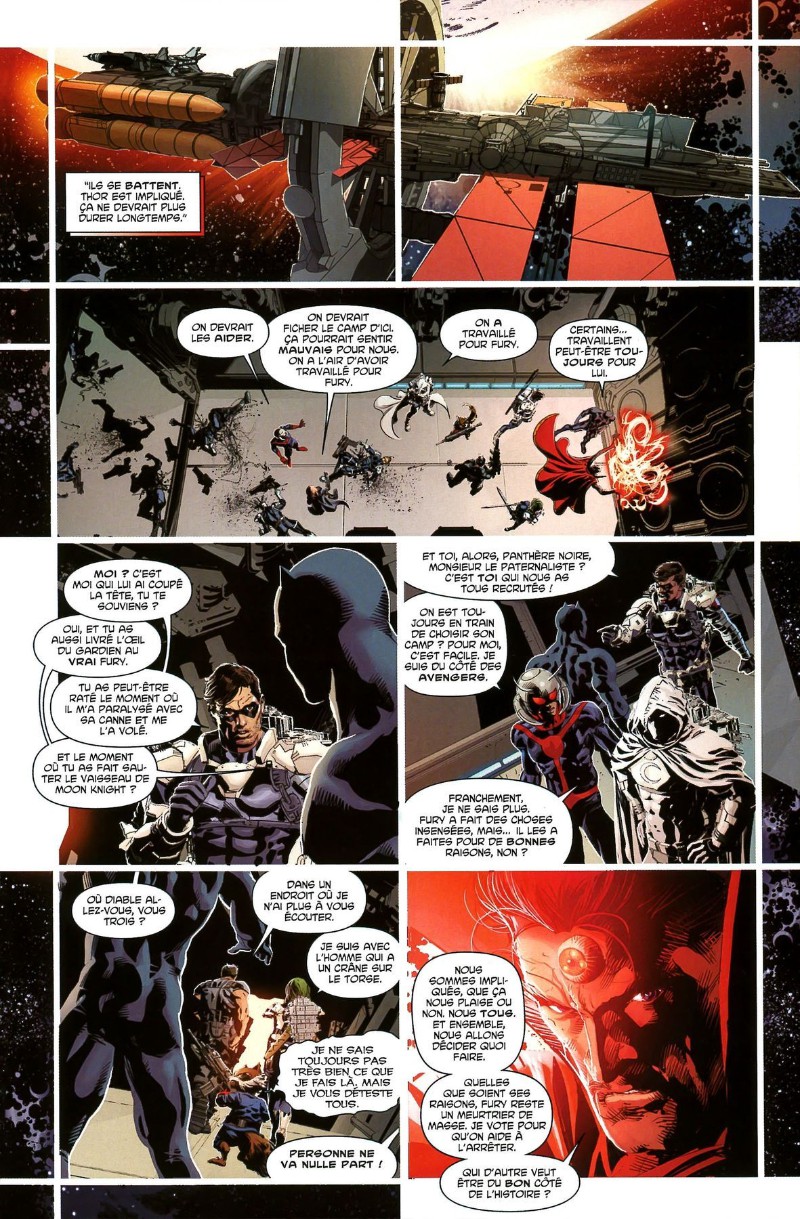 "ILS SE BATTENT.
THOR EST IMPLIQUÉ.
ÇA NE DEVRAIT PLUS
DURER LONGTEMPS."
ON DEVRAIT
LES AIDER.
ON DEVRAIT
FICHER LE CAMP D'ICI.
ÇA POURRAIT SENTIR
MAUVAIS POUR NOUS.
ON A L'AIR D'AVOIR
TRAVAILLÉ POUR
FURY.
ON A
TRAVAILLÉ
POUR FURY.
CERTAINS...
TRAVAILLENT
PEUT-ÊTRE TOU-
JOURS POUR
LUI.
MOI ? C'EST
MOI QUI LUI AI COUPÉ
LA TÊTE, TU TE
SOUVIENS ?
OUI, ET TU AS
AUSSI LIVRÉ L'ŒIL
DU GARDIEN AU
VRAI FURY.
TU AS PEUT-ÊTRE
RATÉ LE MOMENT OÙ
IL M'A PARALYSÉ AVEC
SA CANNE ET ME
L'A VOLÉ.
ET LE MOMENT
OÙ TU AS FAIT SAU-
TER LE VAISSEAU DE
MOON KNIGHT ?
ET TOI, ALORS, PANTHÈRE NOIRE,
MONSIEUR LE PATERNALISTE ?
C'EST TOI QUI NOUS AS
TOUS RECRUTÉS !
ON EST TOU-
JOURS EN TRAIN
DE CHOISIR SON
CAMP ? POUR MOI,
C'EST FACILE. JE
SUIS DU CÔTÉ DES
AVENGERS.
FRANCHEMENT,
JE NE SAIS PLUS.
FURY A FAIT DES CHOSES
INSENSÉES, MAIS... IL LES A
FAITES POUR DE BONNES
RAISONS, NON ?
OÙ DIABLE AL-
LEZ-VOUS, VOUS
TROIS ?
DANS UN
ENDROIT OÙ JE
N'AI PLUS À VOUS
ÉCOUTER.
JE SUIS AVEC
L'HOMME QUI A
UN CRÂNE SUR
LE TORSE.
JE NE SAIS
TOUJOURS PAS
TRÈS BIEN CE QUE
JE FAIS LÀ, MAIS
JE VOUS DÉTESTE
TOUS.
PERSONNE NE
VA NULLE PART !
NOUS
SOMMES IMPLI-
QUÉS, QUE ÇA
NOUS PLAISE OU
NON. NOUS TOUS.
ET ENSEMBLE,
NOUS ALLONS
DÉCIDER QUOI
FAIRE.
QUELLES
QUE SOIENT SES
RAISONS, FURY RESTE
UN MEURTRIER DE
MASSE. JE VOTE POUR
QU'ON AIDE À
L'ARRÊTER.
QUI D'AUTRE VEUT
ÊTRE DU BON CÔTÉ
DE L'HISTOIRE ?